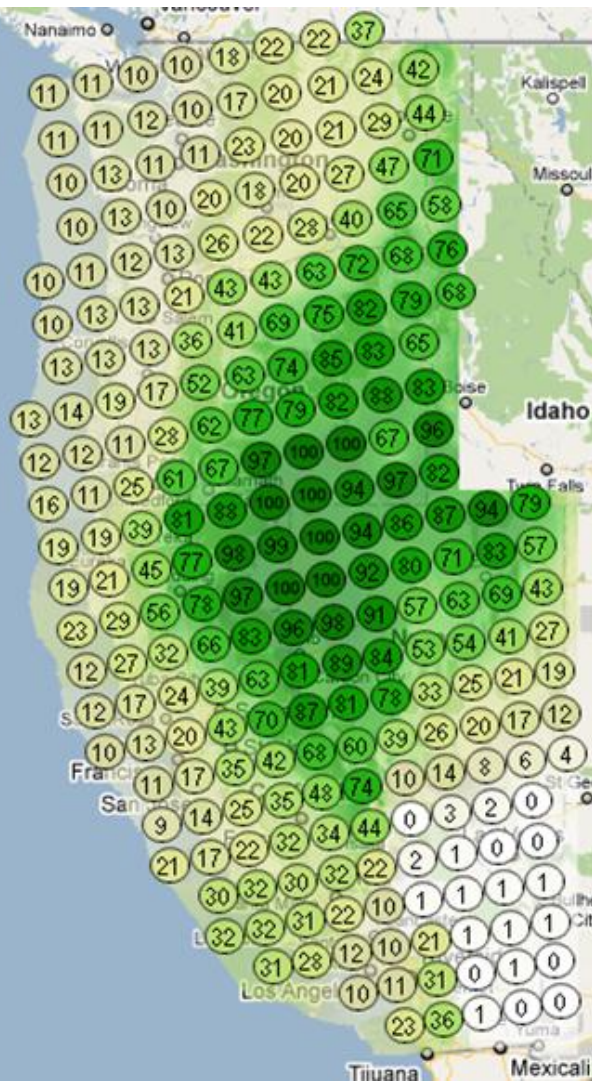 Nanaimo
37
11 11 10 10 18 22 22
Kalispell
11 11 12 10 17 20 21 24 42
10 13 11 11 23 20 21 29 44
Missou
10 13 10 20 18 20 27 47 71
10 11 12 13 26 22 28 40 65 58
10 13 13 21 43 43 63 72 68 76
13 13 13 36 41 69 75 82 79 68
13 14 19 17 52 63 74 85 83 65
Oregon
Boise
Idaho
12 12 11 28 62 77 79 82 88 83
16 11 25 61 67 97 100 100 67 96
Twin Falls
19 19 39 81 88 100 100 94 97 82
19 21 45 77 98 99 100 94 86 87 94 79
23 29 56 78 97 100 100 92 80 71 83 57
12 27 32 66 83 96 98 91 57 63 69 43
12 17 24 39 63 81 89 84 53 54 41 27
10 13 20 43 70 87 81 78 33 25 21 19
11 17 35 42 68 60 39 26 20 17 12
9 14 25 35 48 74 10 14 8 6 4
St Ge
21 17 22 32 34 44 0 3 2 0
30 32 30 32 22 2 1 0 0
32 32 31 22 10 1 1 1 1
31 28 12 10 21 1 1 1
Los Angel
10 11 31 0 1 0
23 36 1 0 0
Yuma
Tijuana
Mexicali